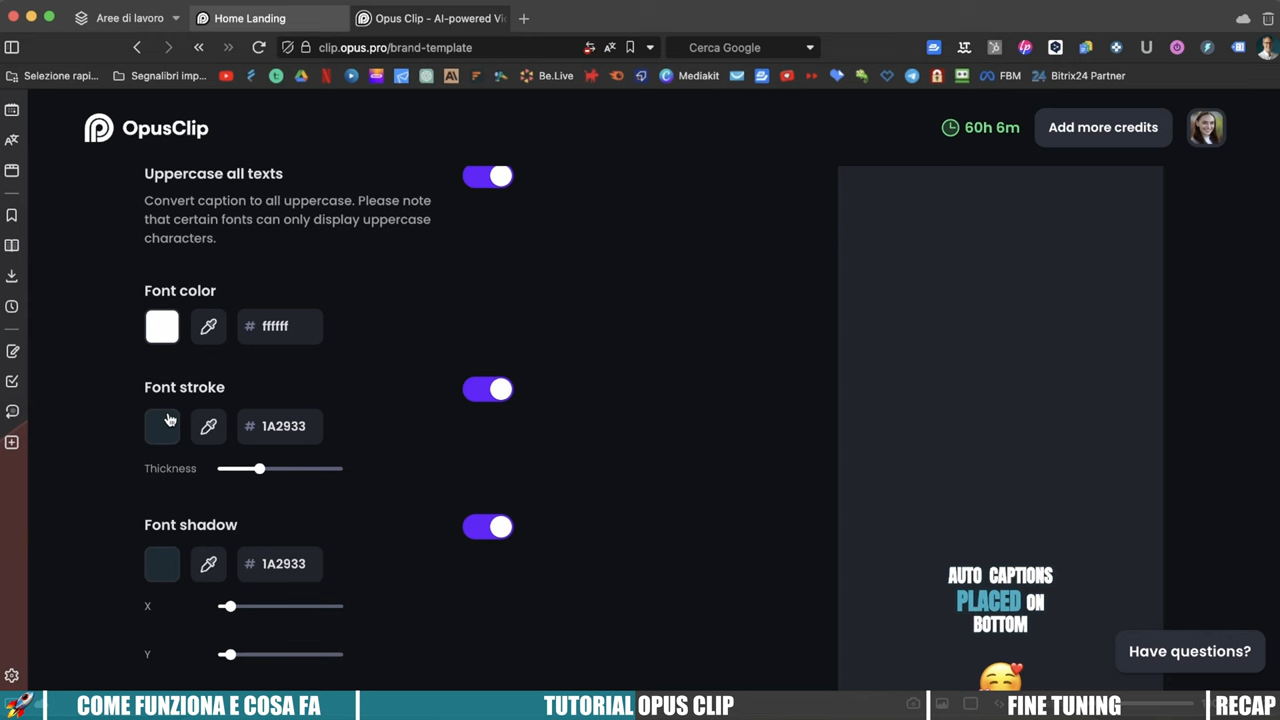 Aree di lavoro
Home Landing
Opus Clip - AI-powered Vi
clip.opus.pro/brand-template
Cerca Google
Selezione rapi...
Segnalibri imp...
Be.Live
Mediakit
FBM
24 Bitrix24 Partner
OpusClip
60h 6m
Add more credits
Uppercase all texts
Convert caption to all uppercase. Please note
that certain fonts can only display uppercase
characters.
Font color
# ffffff
Font stroke
# 1A2933
Thickness
Font shadow
# 1A2933
X
Y
AUTO CAPTIONS
PLACED ON
BOTTOM
Have questions?
COME FUNZIONA E COSA FA
TUTORIAL OPUS CLIP
FINE TUNING
RECAP